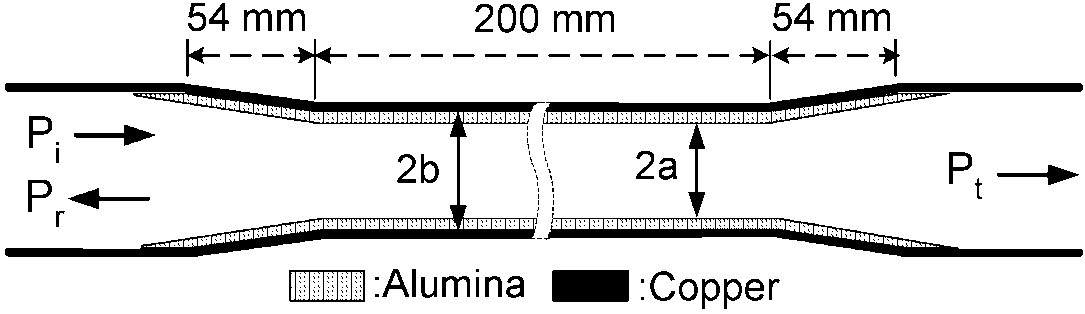 54 mm 200 mm 54 mm
P_i
2b 2a
P_r P_t
:Alumina :Copper